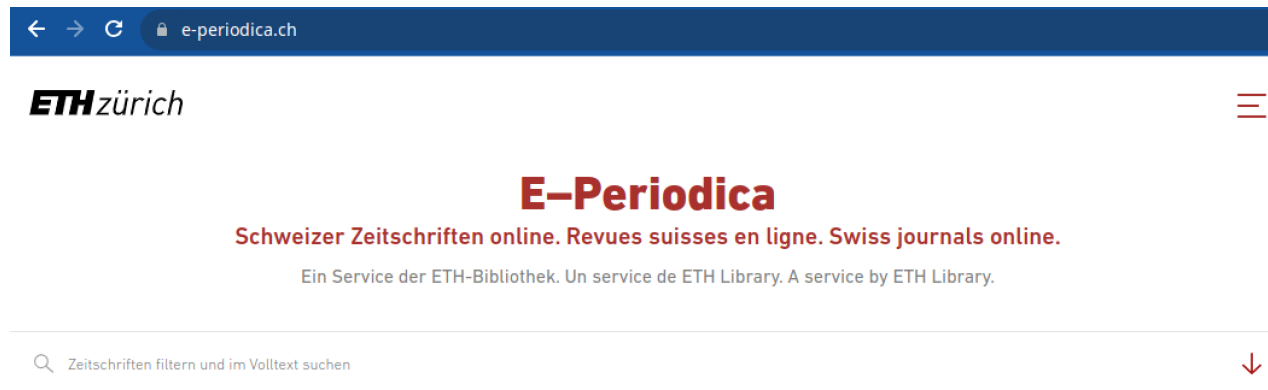 e-periodica.ch
ETH zürich
E–Periodica
Schweizer Zeitschriften online. Revues suisses en ligne. Swiss journals online.
Ein Service der ETH-Bibliothek. Un service de ETH Library. A service by ETH Library.
Zeitschriften filtern und im Volltext suchen